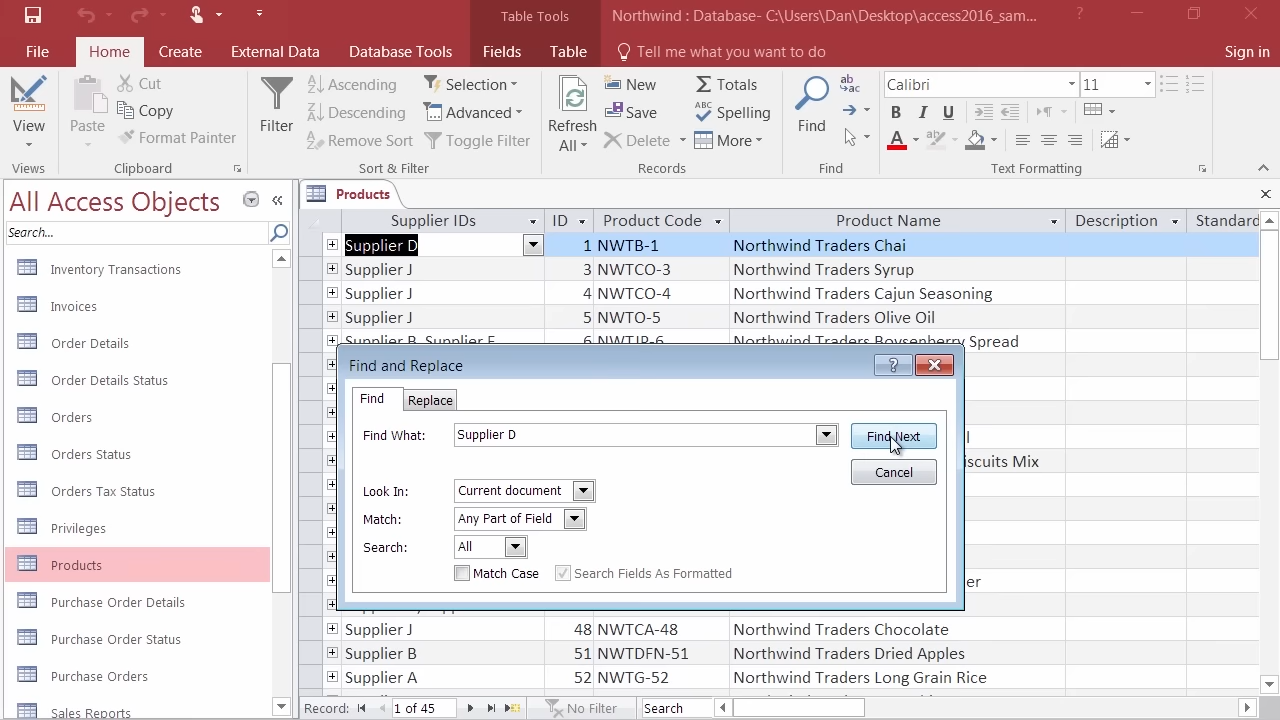 Table Tools
Northwind : Database- C:\Users\Dan\Desktop\access2016_sam...
?
File Home Create External Data Database Tools Fields Table Tell me what you want to do Sign in
View
Views
Paste
Cut
Copy
Format Painter
Clipboard
Filter
Ascending
Descending
Remove Sort
Selection
Advanced
Toggle Filter
Sort & Filter
Refresh
All
New
Save
Delete
Totals
Spelling
More
Records
Find
Find
Calibri 11
B I U
A
Text Formatting
All Access Objects
Search...
Inventory Transactions
Invoices
Order Details
Order Details Status
Orders
Orders Status
Orders Tax Status
Privileges
Products
Purchase Order Details
Purchase Order Status
Purchase Orders
Sales Reports
Products
Supplier IDs ID Product Code Product Name Description Standard
Supplier D 1 NWTB-1 Northwind Traders Chai
Supplier J 3 NWTCO-3 Northwind Traders Syrup
Supplier J 4 NWTCO-4 Northwind Traders Cajun Seasoning
Supplier J 5 NWTO-5 Northwind Traders Olive Oil
Supplier B, Supplier F 6 NWTJP-6 Northwind Traders Boysenberry Spread
Find and Replace
?
Find Replace
Find What: Supplier D Find Next
Cancel
Look In: Current document
Match: Any Part of Field
Search: All
Match Case Search Fields As Formatted
iscuits Mix
er
Supplier J 48 NWTCA-48 Northwind Traders Chocolate
Supplier B 51 NWTDFN-51 Northwind Traders Dried Apples
Supplier A 52 NWTG-52 Northwind Traders Long Grain Rice
Record: 1 of 45 No Filter Search